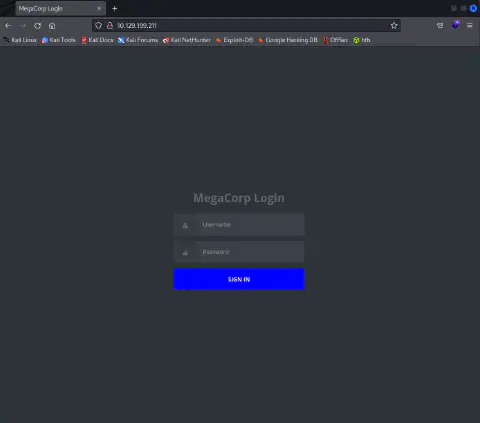 MegaCorp Login
10.129.199.211
Kali Linux Kali Tools Kali Docs Kali Forums Kali NetHunter Exploit-DB Google Hacking DB OffSec htb
MegaCorp Login
Username
Password
SIGN IN